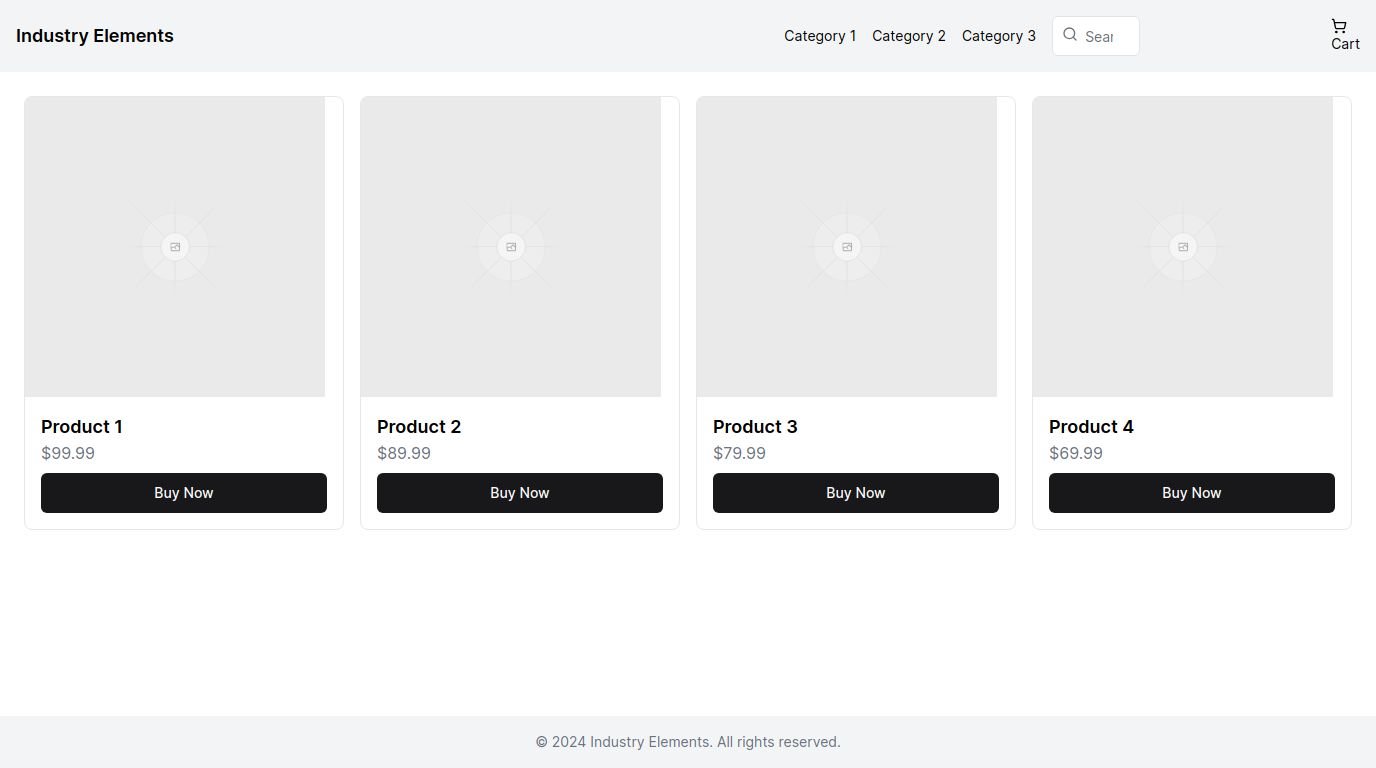 Industry Elements
Category 1 Category 2 Category 3
Sear
Cart
Product 1
$99.99
Buy Now
Product 2
$89.99
Buy Now
Product 3
$79.99
Buy Now
Product 4
$69.99
Buy Now
© 2024 Industry Elements. All rights reserved.